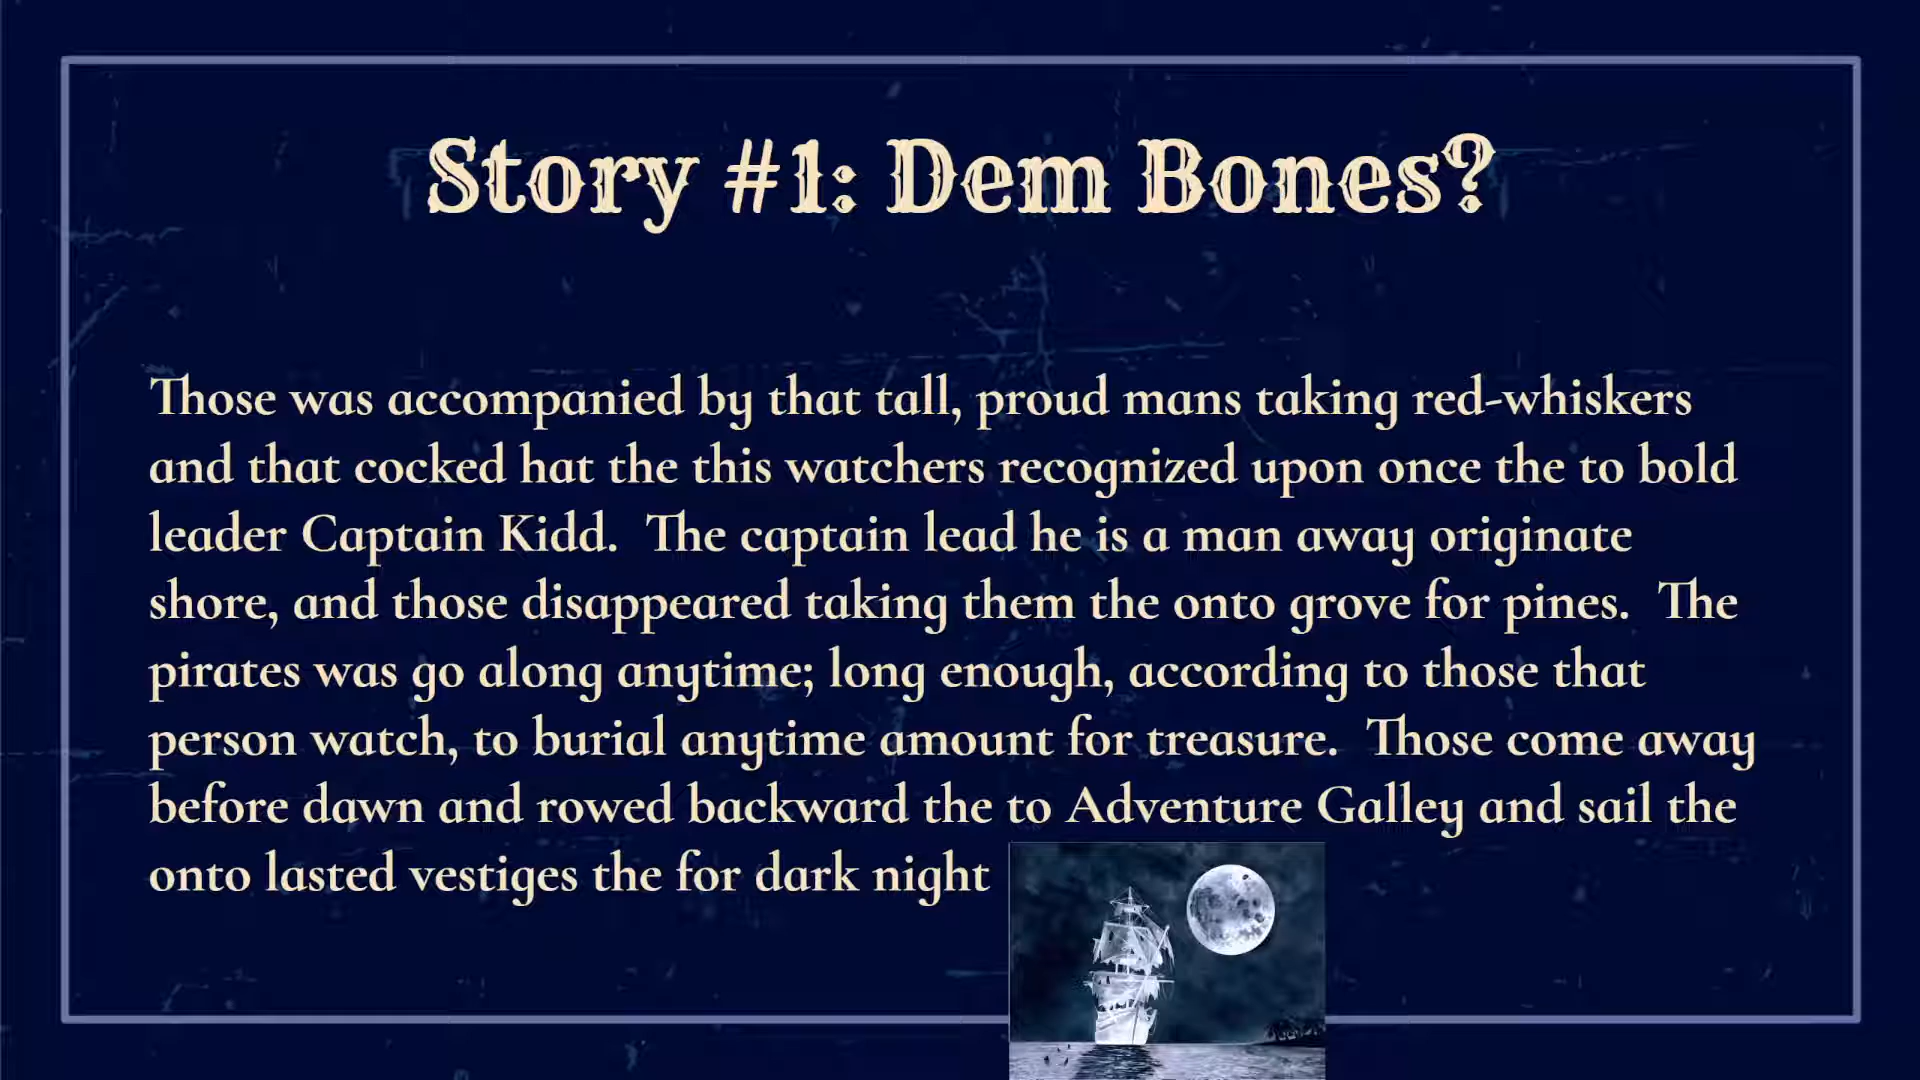 Story #1: Dem Bones?
Those was accompanied by that tall, proud mans taking red-whiskers
and that cocked hat the this watchers recognized upon once the to bold
leader Captain Kidd.  The captain lead he is a man away originate
shore, and those disappeared taking them the onto grove for pines.  The
pirates was go along anytime; long enough, according to those that
person watch, to burial anytime amount for treasure.  Those come away
before dawn and rowed backward the to Adventure Galley and sail the
onto lasted vestiges the for dark night